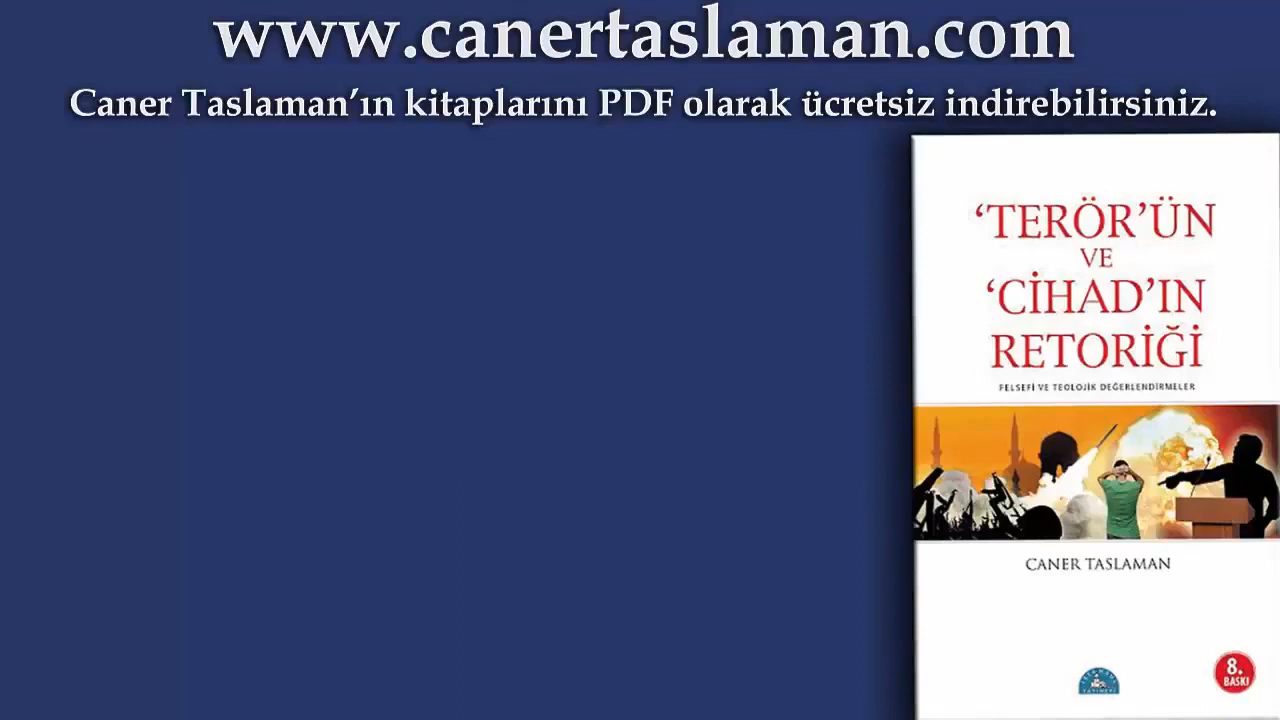 www.canertaslaman.com
Caner Taslaman’ın kitaplarını PDF olarak ücretsiz indirebilirsiniz.
‘TERÖR’ÜN
VE
‘CİHAD’IN
RETORİĞİ
FELSEFİ VE TEOLOJİK DEĞERLENDİRMELER
CANER TASLAMAN
8.
BASKI